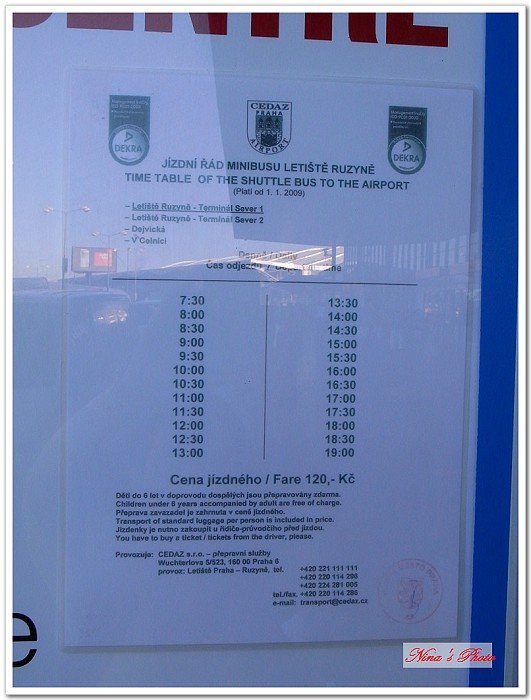 CENTRE
CEDAZ
PRAHA
AIRPORT
DEKRA
DEKRA
JÍZDNÍ ŘÁD MINIBUSU LETIŠTĚ RUZYNĚ
TIME TABLE OF THE SHUTTLE BUS TO THE AIRPORT
(Platí od 1. 1. 2009)
– Letiště Ruzyně - Terminál Sever 1
– Letiště Ruzyně - Terminál Sever 2
– Dejvická
– V Celnici
Čas odjezdu /
7:30 13:30
8:00 14:00
8:30 14:30
9:00 15:00
9:30 15:30
10:00 16:00
10:30 16:30
11:00 17:00
11:30 17:30
12:00 18:00
12:30 18:30
13:00 19:00
Cena jízdného / Fare 120,- Kč
Děti do 6 let v doprovodu dospělých jsou přepravovány zdarma.
Children under 6 years accompanied by adult are free of charge.
Přeprava zavazadel je zahrnuta v ceně jízdného.
Transport of standard luggage per person is included in price.
Jízdenky je nutno zakoupit u řidiče-průvodčího před jízdou.
You have to buy a ticket / tickets from the driver, please.
Provozuje: CEDAZ s.r.o. – přepravní služby
Wuchterlova 5/523, 160 00 Praha 6
provoz: Letiště Praha – Ruzyně, tel. +420 221 111 111
+420 220 114 296
+420 224 281 005
tel./fax. +420 220 114 286
e-mail: transport@cedaz.cz
e
Nina's Photo